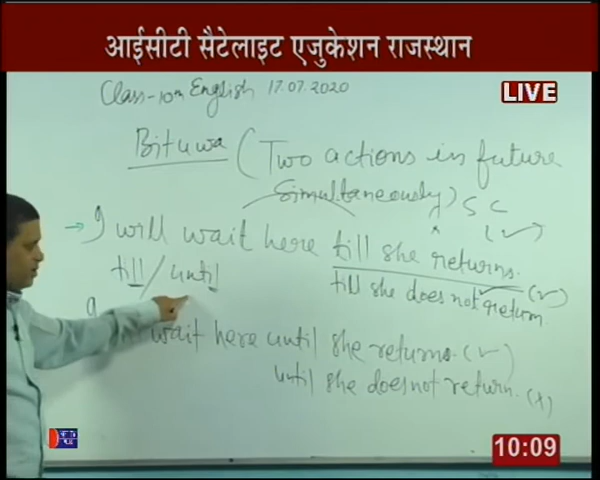 आईसीटी सैटेलाइट एजुकेशन राजस्थान
LIVE
Class-10th English 17.07.2020
Bituwa (Two actions in future
Simultaneously) S C
I will wait here till she returns. (✓)
till / until
till she does not return. (✓)
I wait here until she returns. (✓)
until she does not return. (x)
10:09